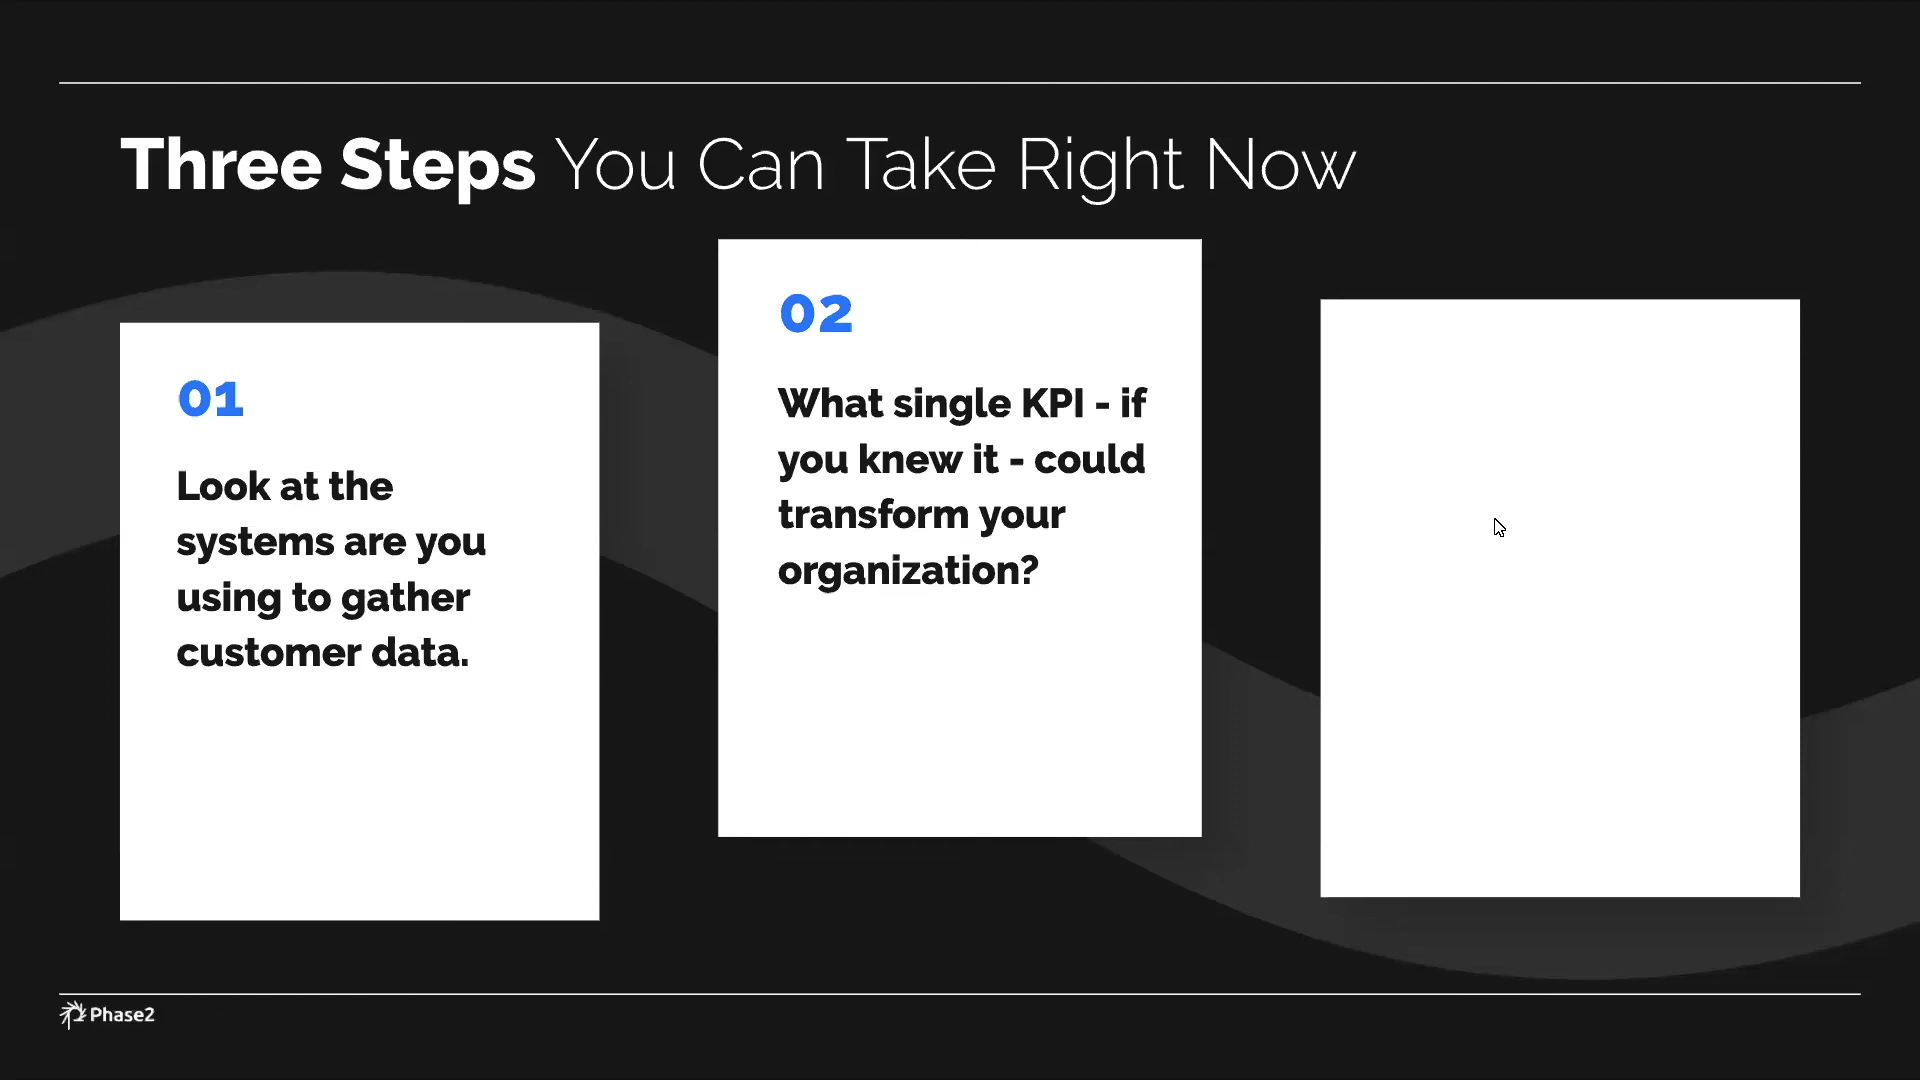 Three Steps You Can Take Right Now
01
Look at the
systems are you
using to gather
customer data.
02
What single KPI - if
you knew it - could
transform your
organization?
Phase2